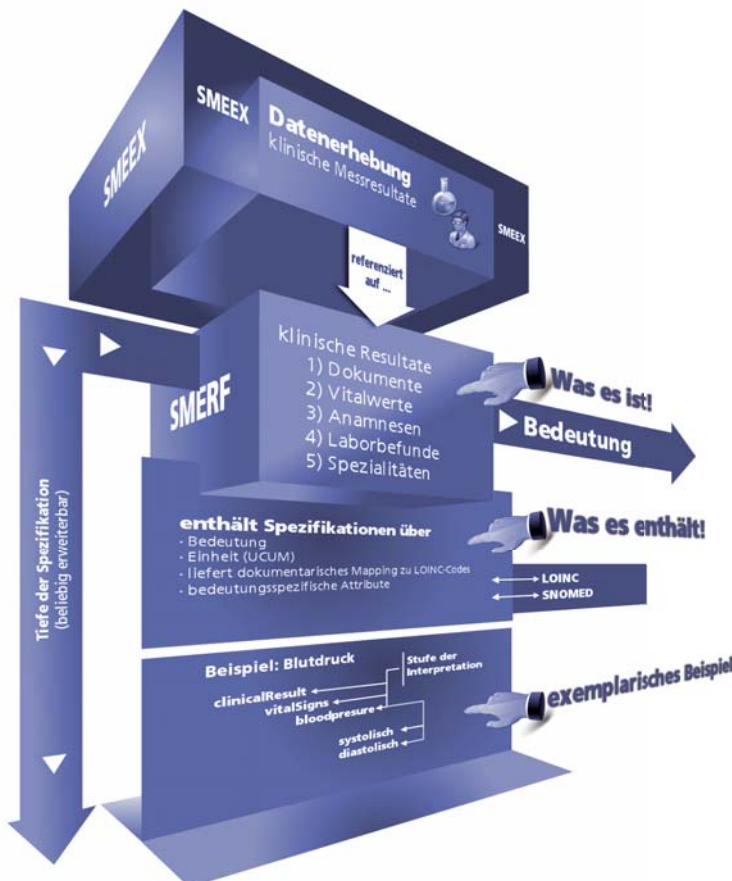 SMEEX
SMEEX
Datenerhebung
klinische Messresultate
SMEEX
referenziert
auf ...
SMERF
klinische Resultate
1) Dokumente
2) Vitalwerte
3) Anamnesen
4) Laborbefunde
5) Spezialitäten
Was es ist!
Bedeutung
Tiefe der Spezifikation
(beliebig erweiterbar)
enthält Spezifikationen über
· Bedeutung
· Einheit (UCUM)
· liefert dokumentarisches Mapping zu LOINC-Codes
· bedeutungsspezifische Attribute
Was es enthält!
LOINC
SNOMED
Beispiel: Blutdruck
Stufe der
Interpretation
clinicalResult
vitalSigns
bloodpresure
systolisch
diastolisch
exemplarisches Beispiel